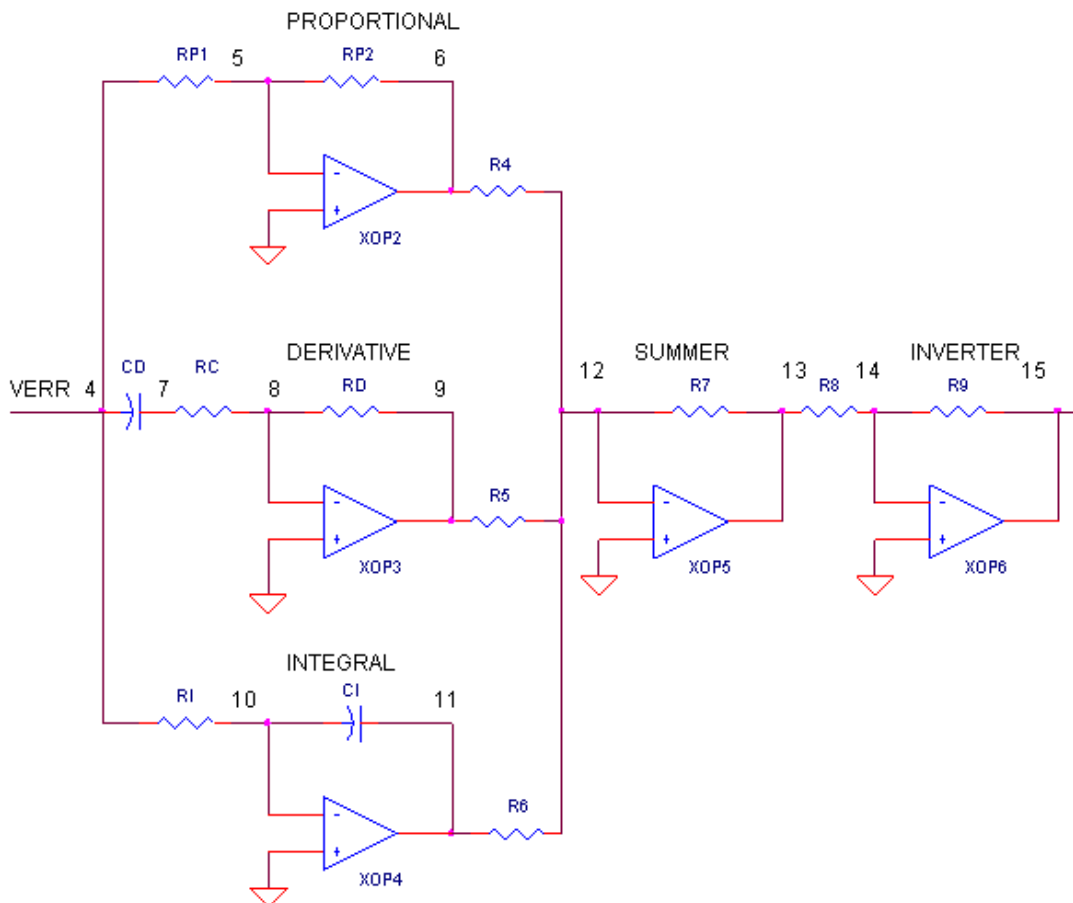 PROPORTIONAL
RP1 5 RP2 6
- + XOP2
R4
DERIVATIVE
VERR 4 CD 7 RC 8 RD 9
- + XOP3
R5
SUMMER
12 R7 13
- + XOP5
INVERTER
R8 14 R9 15
- + XOP6
INTEGRAL
RI 10 CI 11
- + XOP4
R6